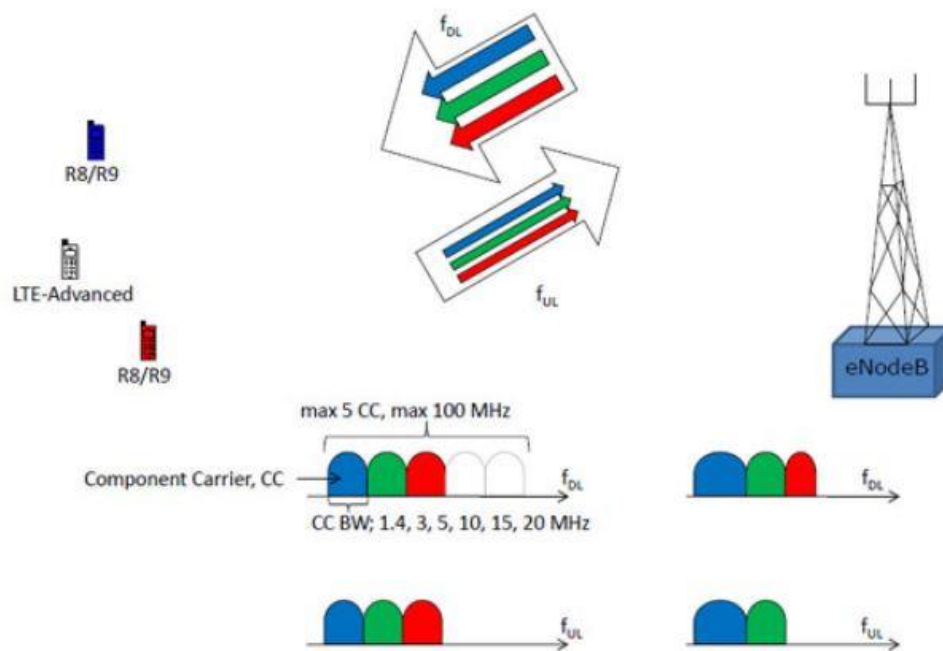 f_DL
R8/R9
LTE-Advanced
f_UL
R8/R9
eNodeB
max 5 CC, max 100 MHz
Component Carrier, CC
f_DL
f_DL
CC BW; 1.4, 3, 5, 10, 15, 20 MHz
f_UL
f_UL